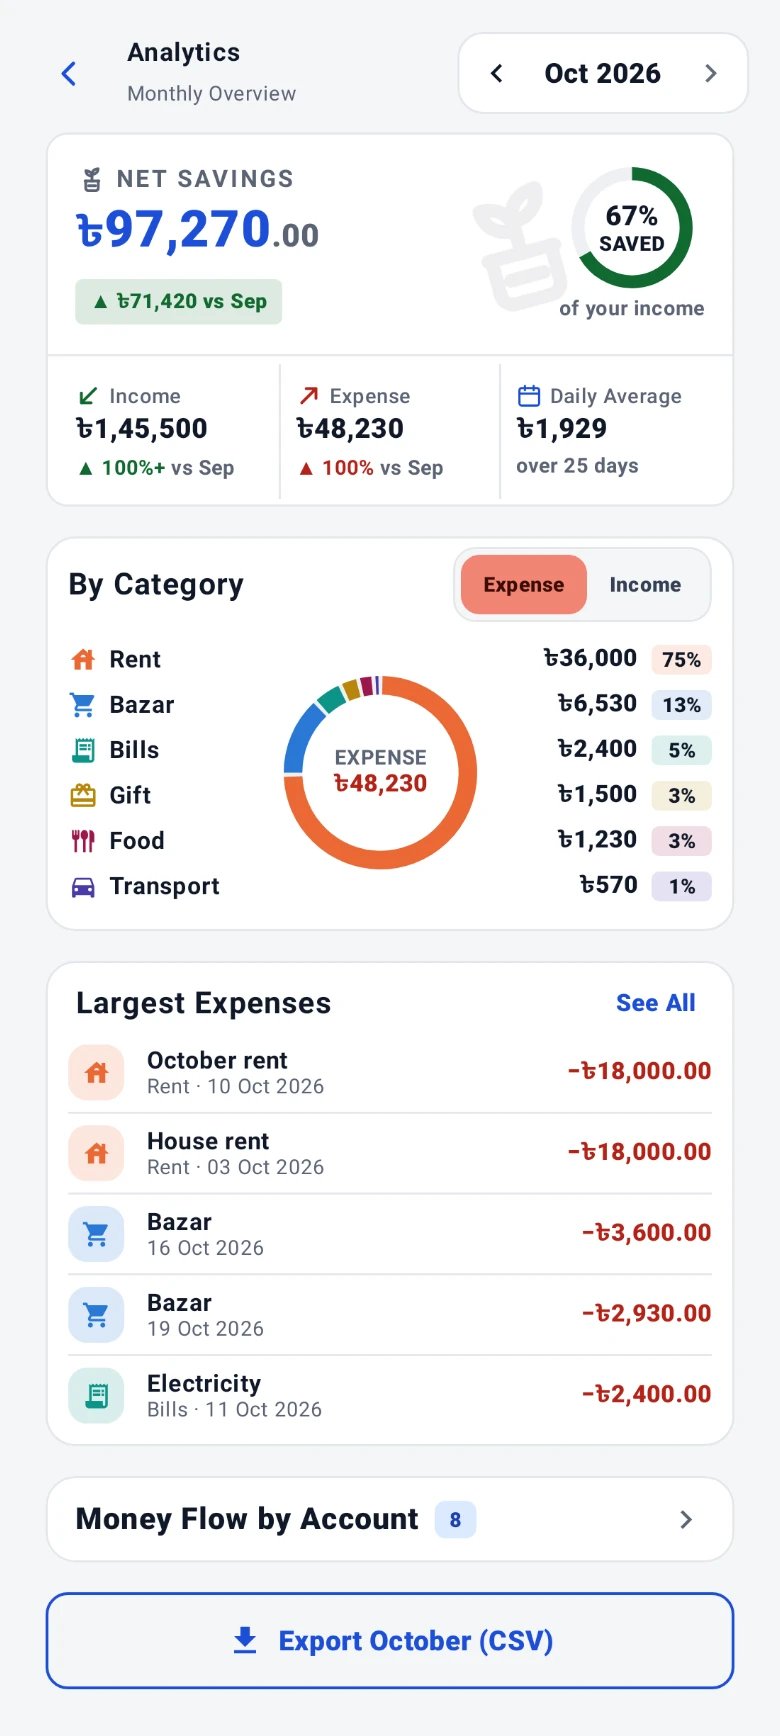 Analytics
Monthly Overview
Oct 2026
NET SAVINGS
৳97,270.00
▲ ৳71,420 vs Sep
67%
SAVED
of your income
Income
৳1,45,500
▲ 100%+ vs Sep
Expense
৳48,230
▲ 100% vs Sep
Daily Average
৳1,929
over 25 days
By Category
Expense
Income
Rent ৳36,000 75%
Bazar ৳6,530 13%
Bills ৳2,400 5%
Gift ৳1,500 3%
Food ৳1,230 3%
Transport ৳570 1%
EXPENSE
৳48,230
Largest Expenses
See All
October rent
Rent · 10 Oct 2026
−৳18,000.00
House rent
Rent · 03 Oct 2026
−৳18,000.00
Bazar
16 Oct 2026
−৳3,600.00
Bazar
19 Oct 2026
−৳2,930.00
Electricity
Bills · 11 Oct 2026
−৳2,400.00
Money Flow by Account 8
Export October (CSV)